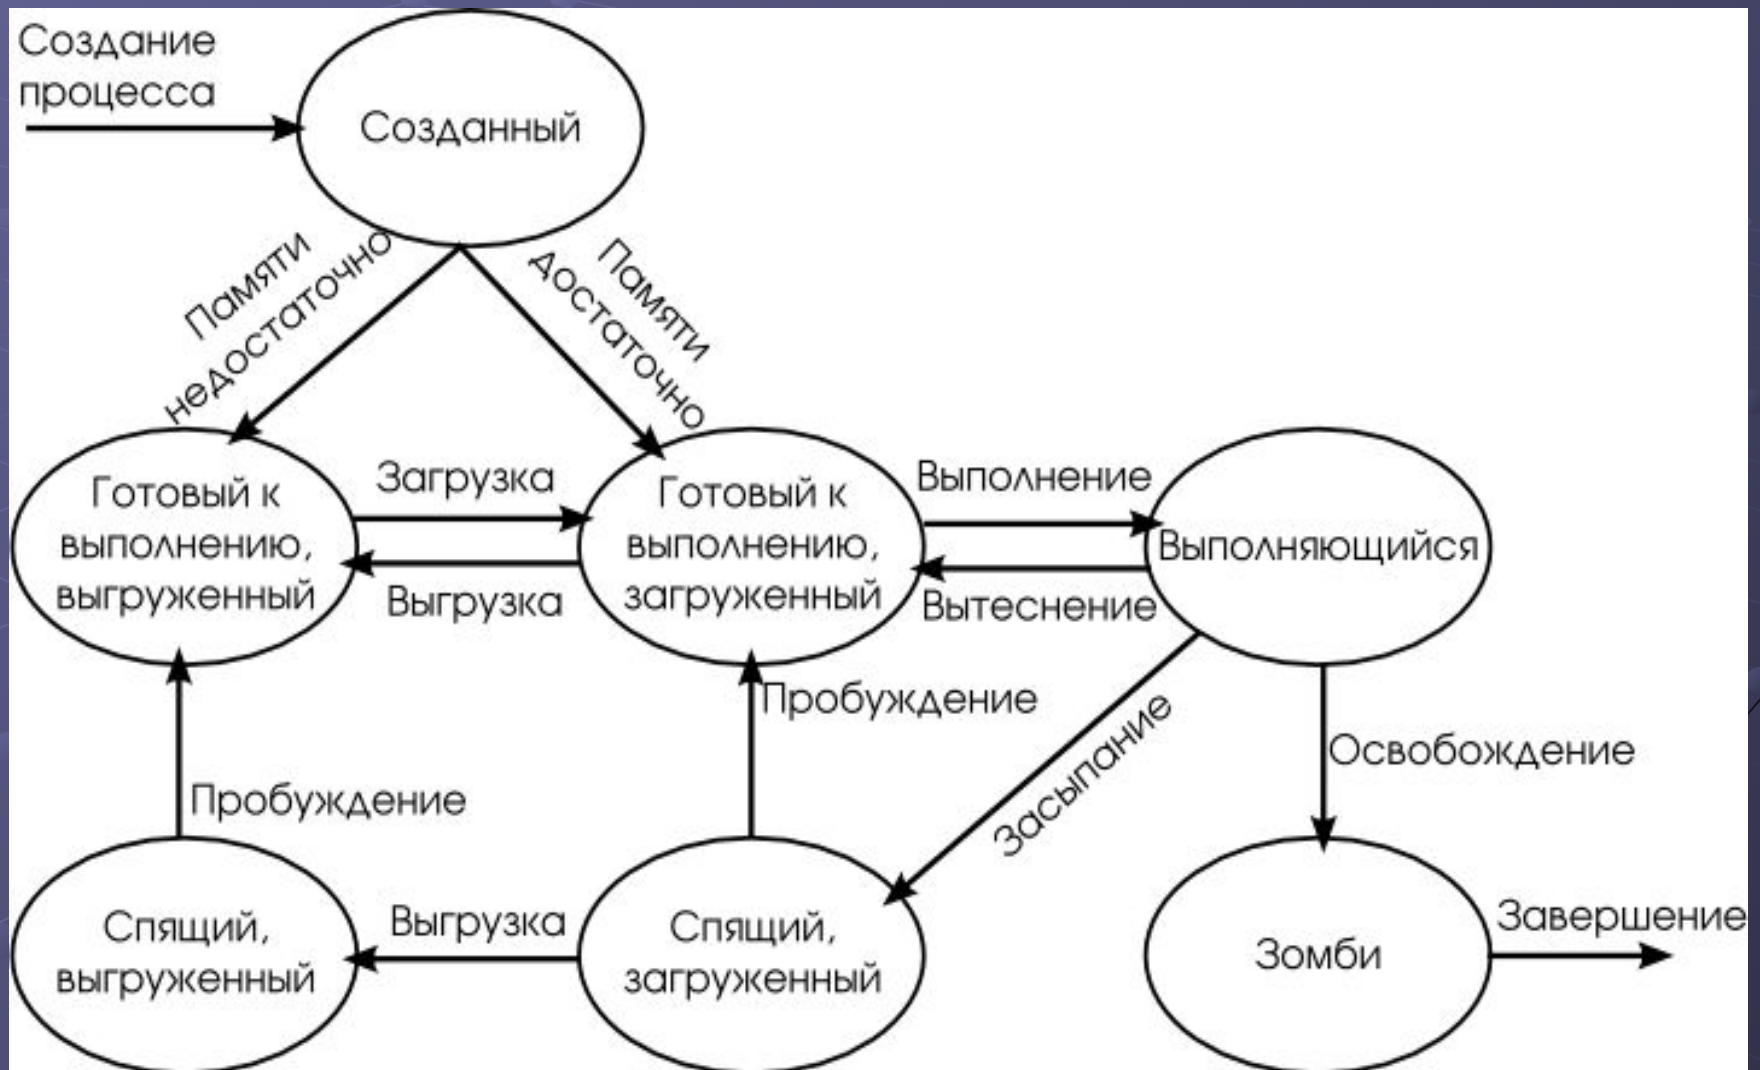 Создание
процесса
Созданный
Памяти
недостаточно
Памяти
достаточно
Готовый к
выполнению,
выгруженный
Загрузка
Выгрузка
Готовый к
выполнению,
загруженный
Выполнение
Вытеснение
Выполняющийся
Пробуждение
Пробуждение
Засыпание
Освобождение
Спящий,
выгруженный
Выгрузка
Спящий,
загруженный
Зомби
Завершение